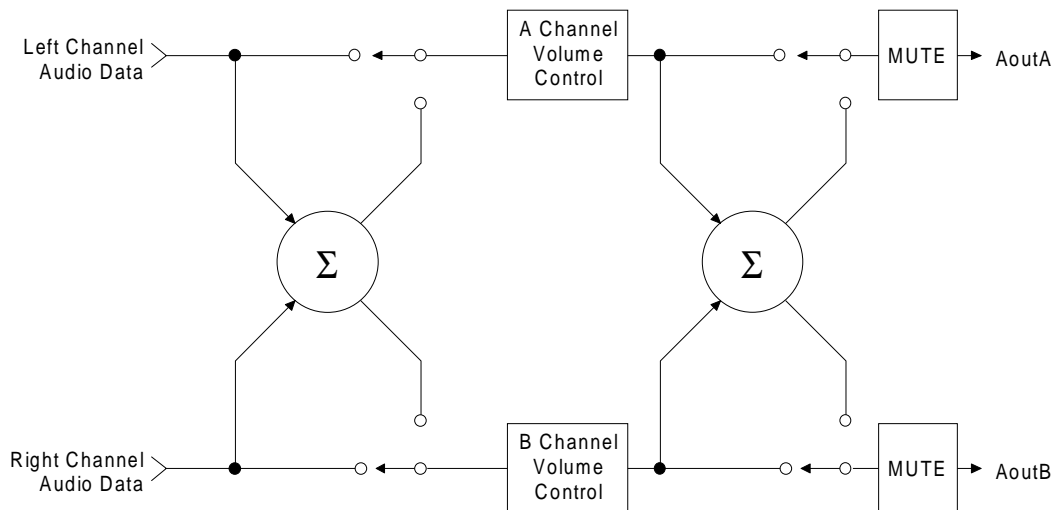 Left Channel
Audio Data
A Channel
Volume
Control
MUTE
AoutA
Σ
Σ
Right Channel
Audio Data
B Channel
Volume
Control
MUTE
AoutB